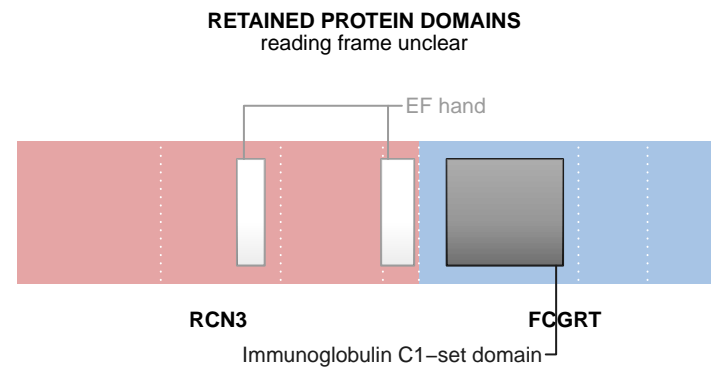 RETAINED PROTEIN DOMAINS
reading frame unclear
EF hand
RCN3
FCGRT
Immunoglobulin C1−set domain